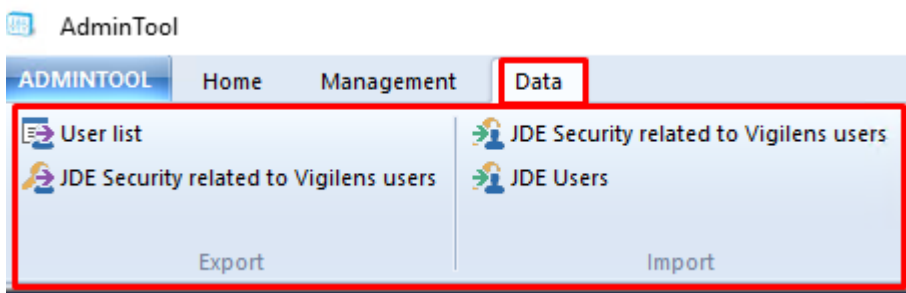 AdminTool
ADMINTOOL Home Management Data
User list
JDE Security related to Vigilens users
Export
JDE Security related to Vigilens users
JDE Users
Import